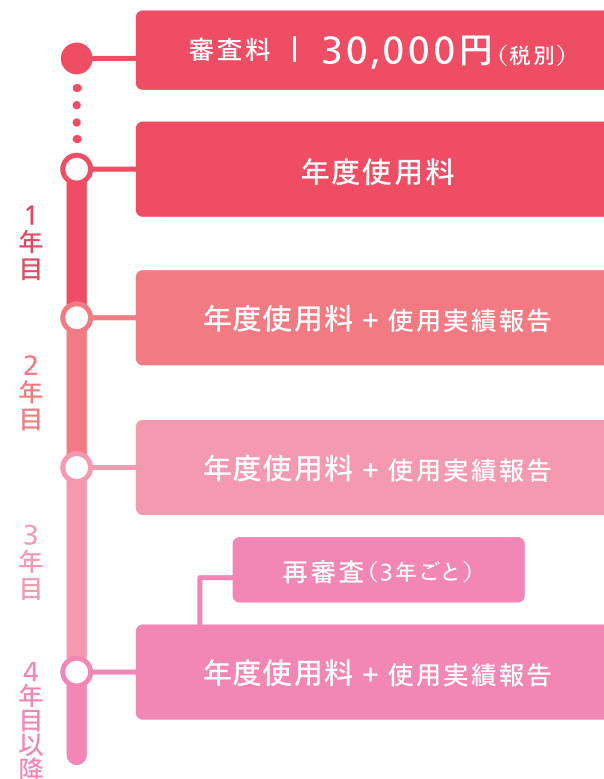 審査料 | 30,000円(税別)
年度使用料
1年目
年度使用料 + 使用実績報告
2年目
年度使用料 + 使用実績報告
3年目
再審査(3年ごと)
年度使用料 + 使用実績報告
4年目以降